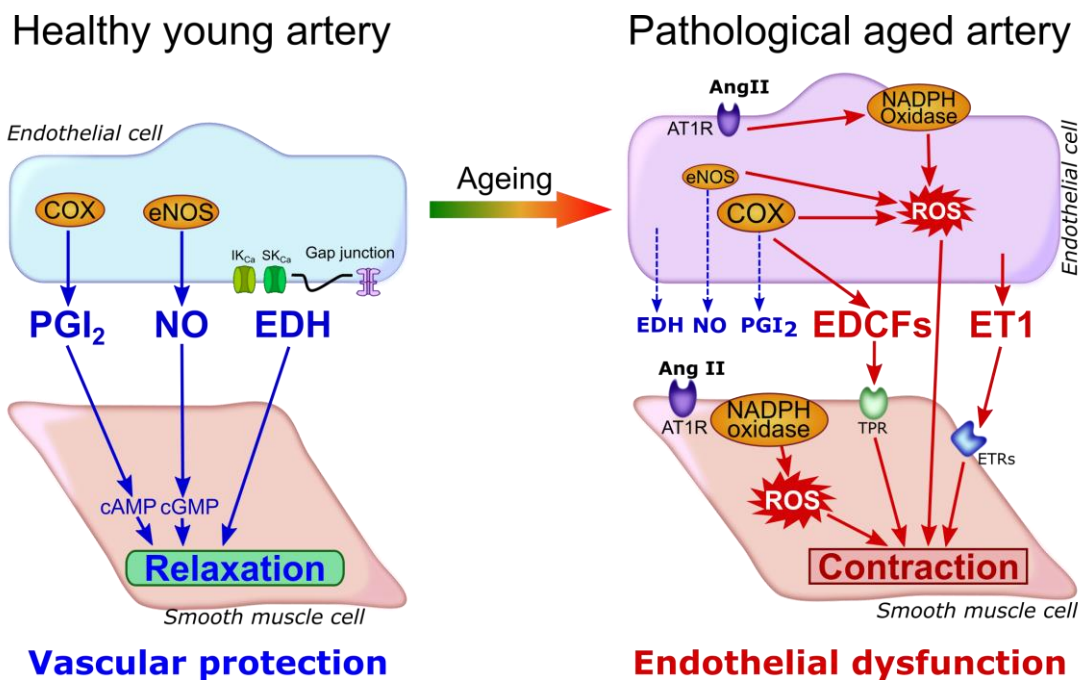 Healthy young artery
Endothelial cell
COX
eNOS
IKCa
SKCa
Gap junction
PGI2
NO
EDH
cAMP
cGMP
Relaxation
Smooth muscle cell
Vascular protection
Ageing
Pathological aged artery
AngII
AT1R
NADPH
Oxidase
eNOS
COX
ROS
Endothelial cell
EDH
NO
PGI2
EDCFs
ET1
Ang II
AT1R
NADPH
oxidase
TPR
ETRs
ROS
Contraction
Smooth muscle cell
Endothelial dysfunction